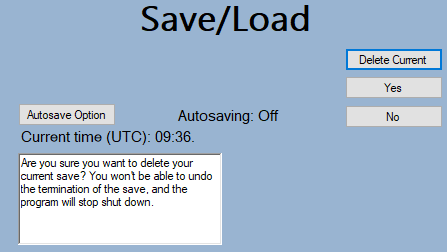 Save/Load
Delete Current
Yes
Autosave Option
Autosaving: Off
No
Current time (UTC): 09:36.
Are you sure you want to delete your
current save? You won't be able to undo
the termination of the save, and the
program will stop shut down.